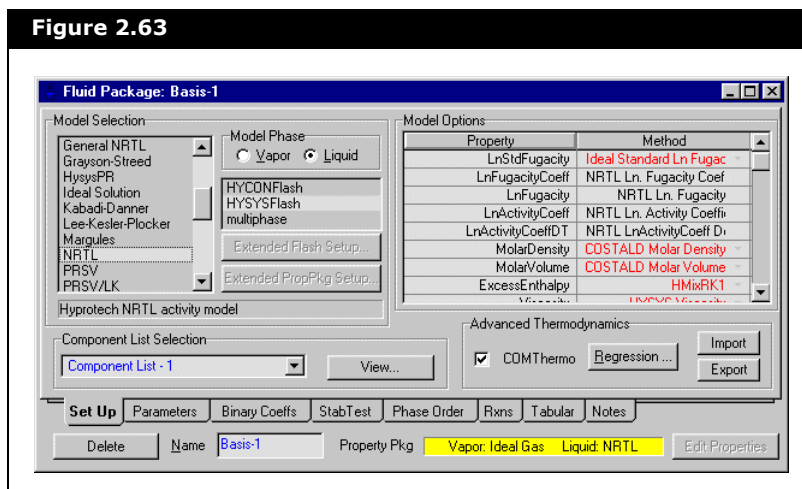 Figure 2.63
Fluid Package: Basis-1
Model Selection
General NRTL
Grayson-Streed
HysysPR
Ideal Solution
Kabadi-Danner
Lee-Kesler-Plocker
Margules
NRTL
PRSV
PRSV/LK
Hyprotech NRTL activity model
Model Phase
Vapor
Liquid
HYCONFlash
HYSYSFlash
multiphase
Extended Flash Setup...
Extended PropPkg Setup...
Model Options
Property Method
LnStdFugacity Ideal Standard Ln Fugac
LnFugacityCoeff NRTL Ln. Fugacity Coef
LnFugacity NRTL Ln. Fugacity
LnActivityCoeff NRTL Ln. Activity Coeffi
LnActivityCoeffDT NRTL LnActivityCoeff
MolarDensity COSTALD Molar Density
MolarVolume COSTALD Molar Volume
ExcessEnthalpy HMixRK1
Viscosity HYSYS Viscosity
Component List Selection
Component List - 1
View...
Advanced Thermodynamics
COMThermo
Regression ...
Import
Export
Set Up Parameters Binary Coeffs StabTest Phase Order Rxns Tabular Notes
Delete Name Basis-1 Property Pkg Vapor: Ideal Gas Liquid: NRTL Edit Properties